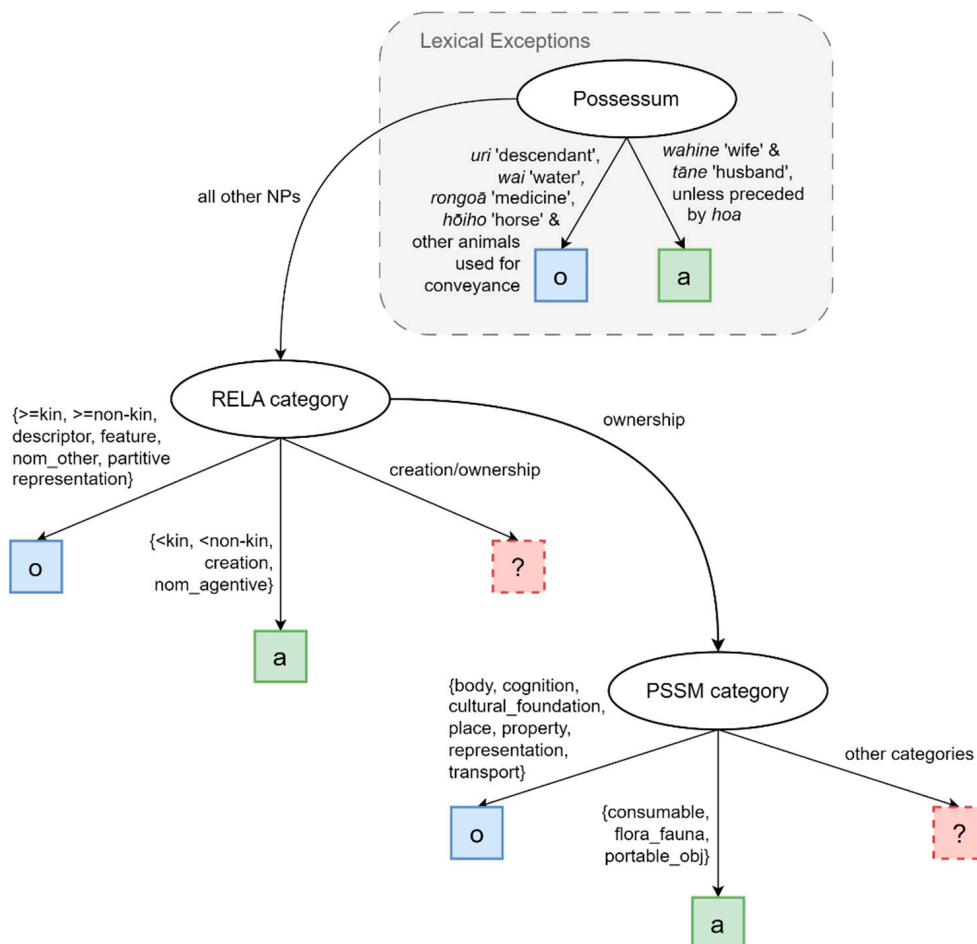 Lexical Exceptions
Possessum
uri 'descendant',
wai 'water',
rongoā 'medicine',
hōiho 'horse' &
other animals
used for
conveyance
wahine 'wife' &
tāne 'husband',
unless preceded
by hoa
all other NPs
o
a
RELA category
{>=kin, >=non-kin,
descriptor, feature,
nom_other, partitive
representation}
ownership
creation/ownership
{<kin, <non-kin,
creation,
nom_agentive}
o
?
a
PSSM category
{body, cognition,
cultural_foundation,
place, property,
representation,
transport}
other categories
{consumable,
flora_fauna,
portable_obj}
o
?
a